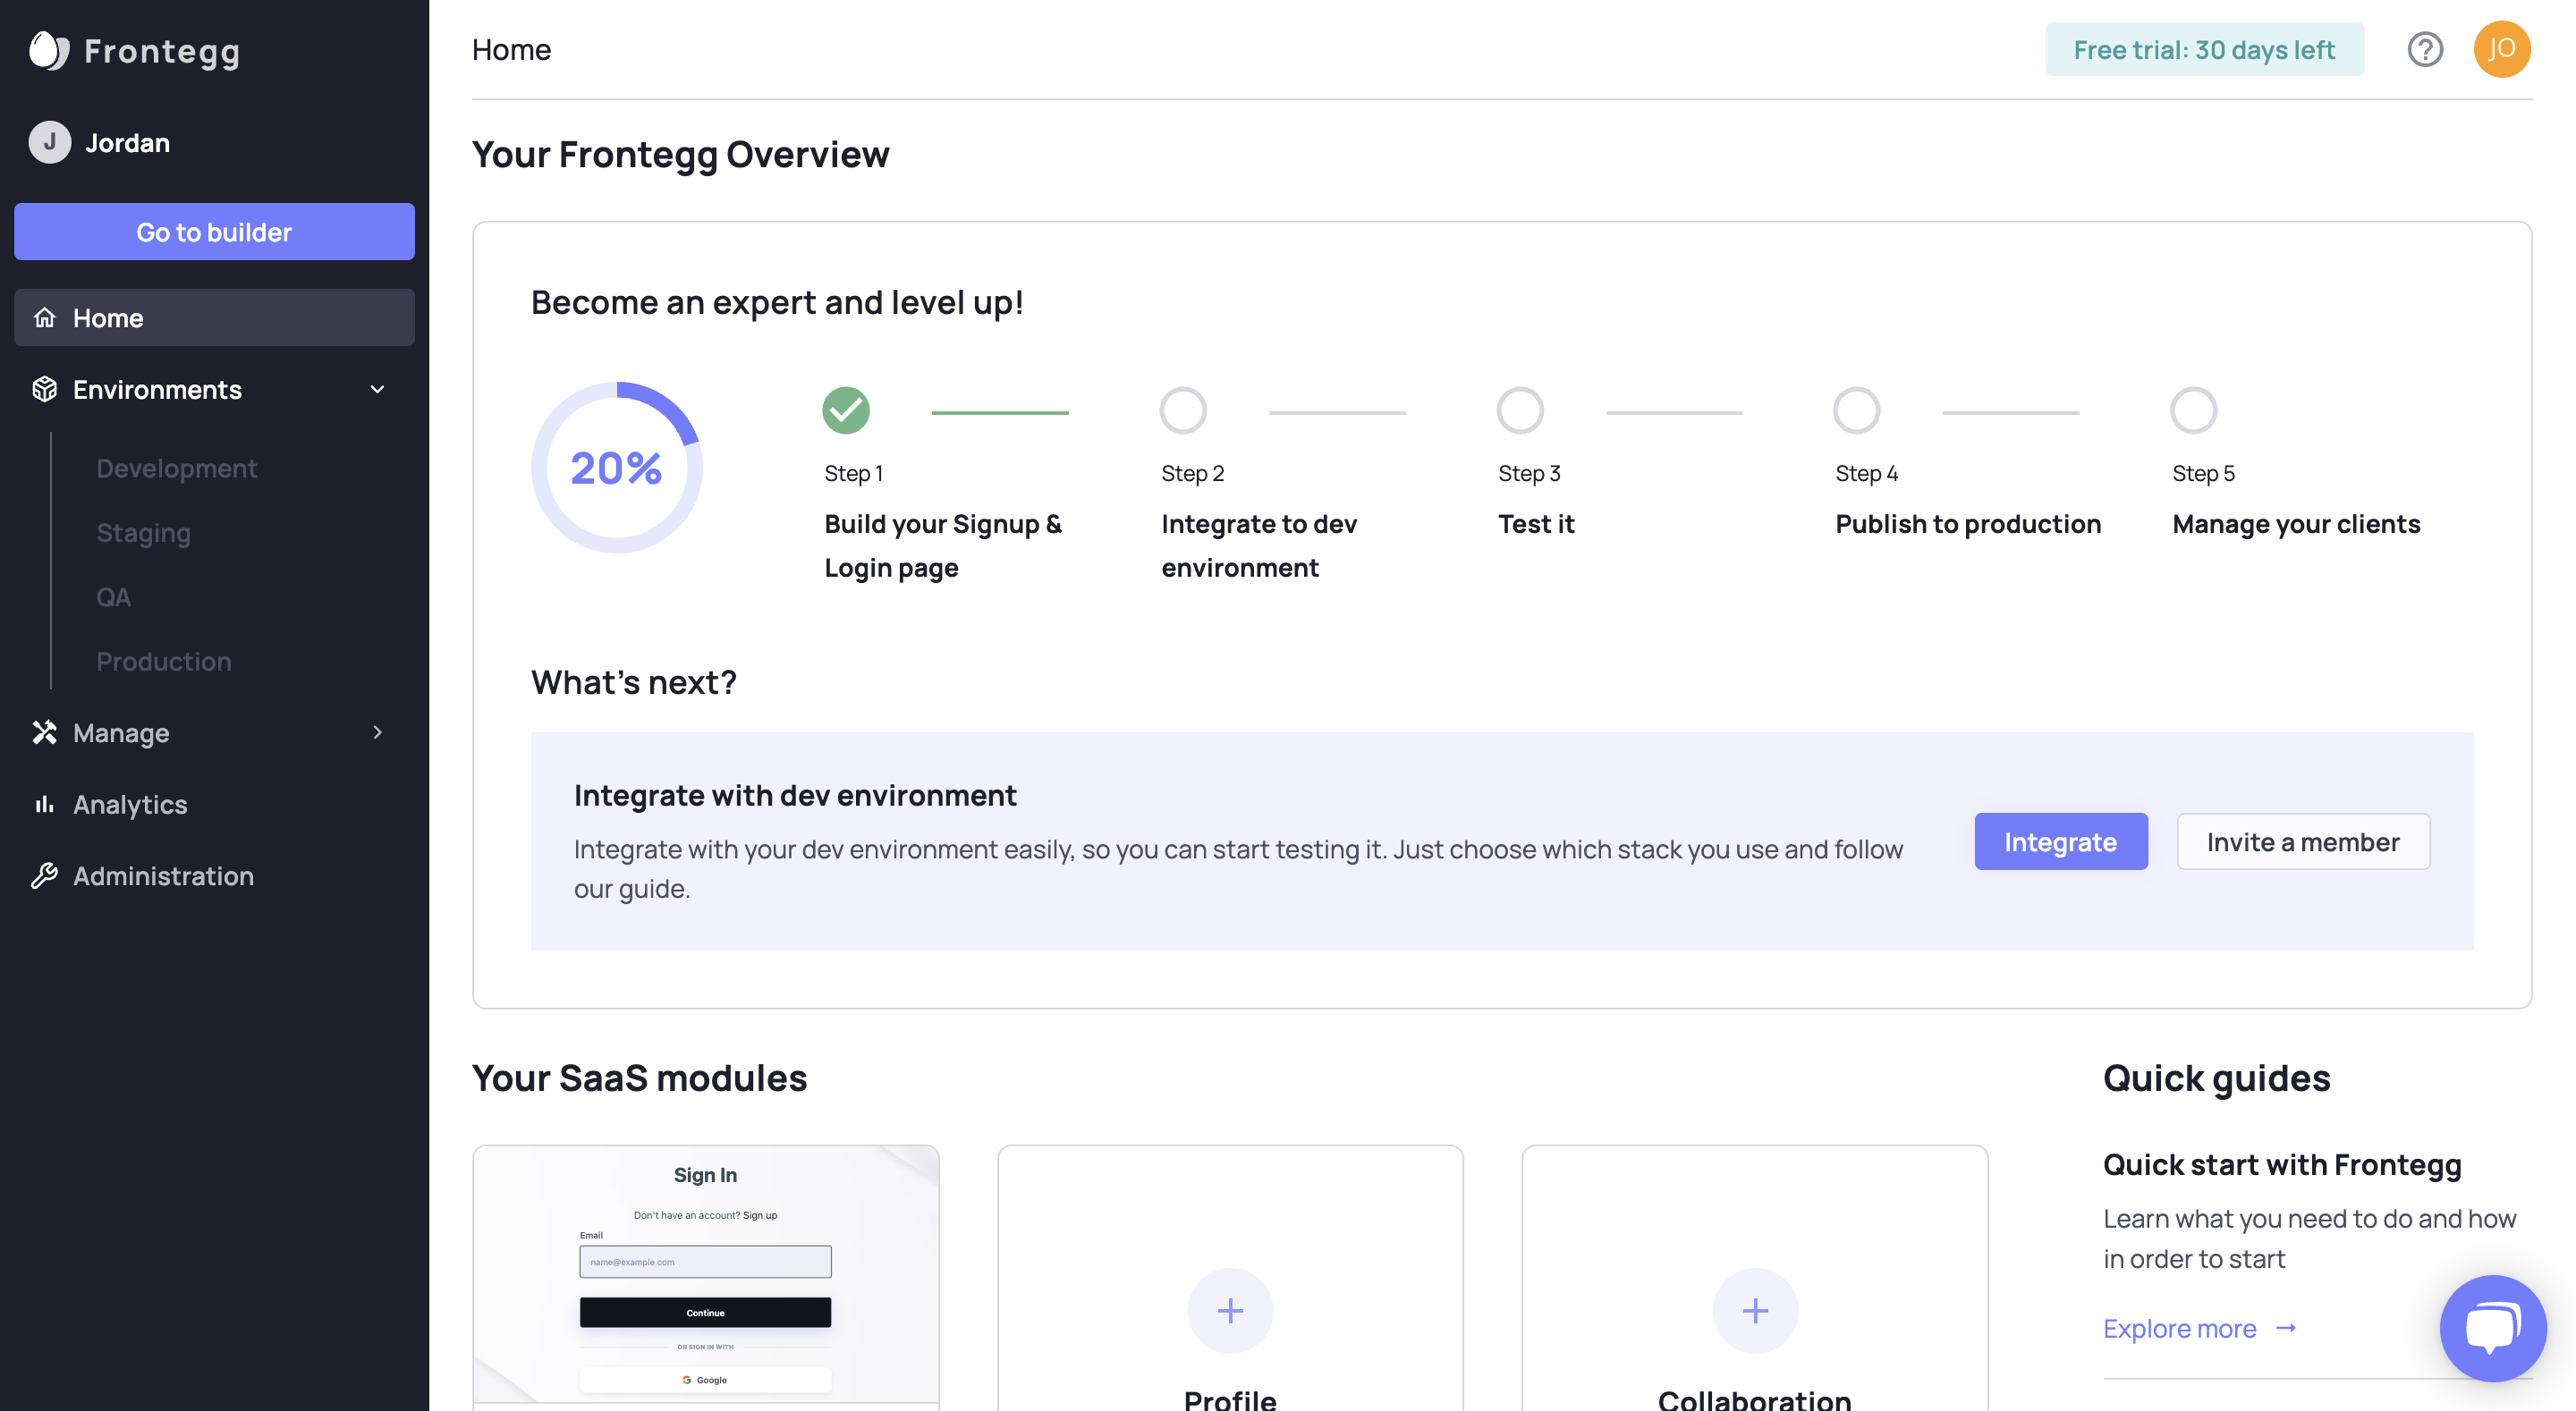 Frontegg
J
Jordan
Go to builder
Home
Environments
Development
Staging
QA
Production
Manage
Analytics
Administration
Home
Free trial: 30 days left
?
JO
Your Frontegg Overview
Become an expert and level up!
20%
Step 1
Build your Signup &
Login page
Step 2
Integrate to dev
environment
Step 3
Test it
Step 4
Publish to production
Step 5
Manage your clients
What's next?
Integrate with dev environment
Integrate with your dev environment easily, so you can start testing it. Just choose which stack you use and follow
our guide.
Integrate
Invite a member
Your SaaS modules
Sign In
Don't have an account? Sign up
Email
name@example.com
Continue
OR SIGN IN WITH
Google
Profile
Collaboration
Quick guides
Quick start with Frontegg
Learn what you need to do and how
in order to start
Explore more →